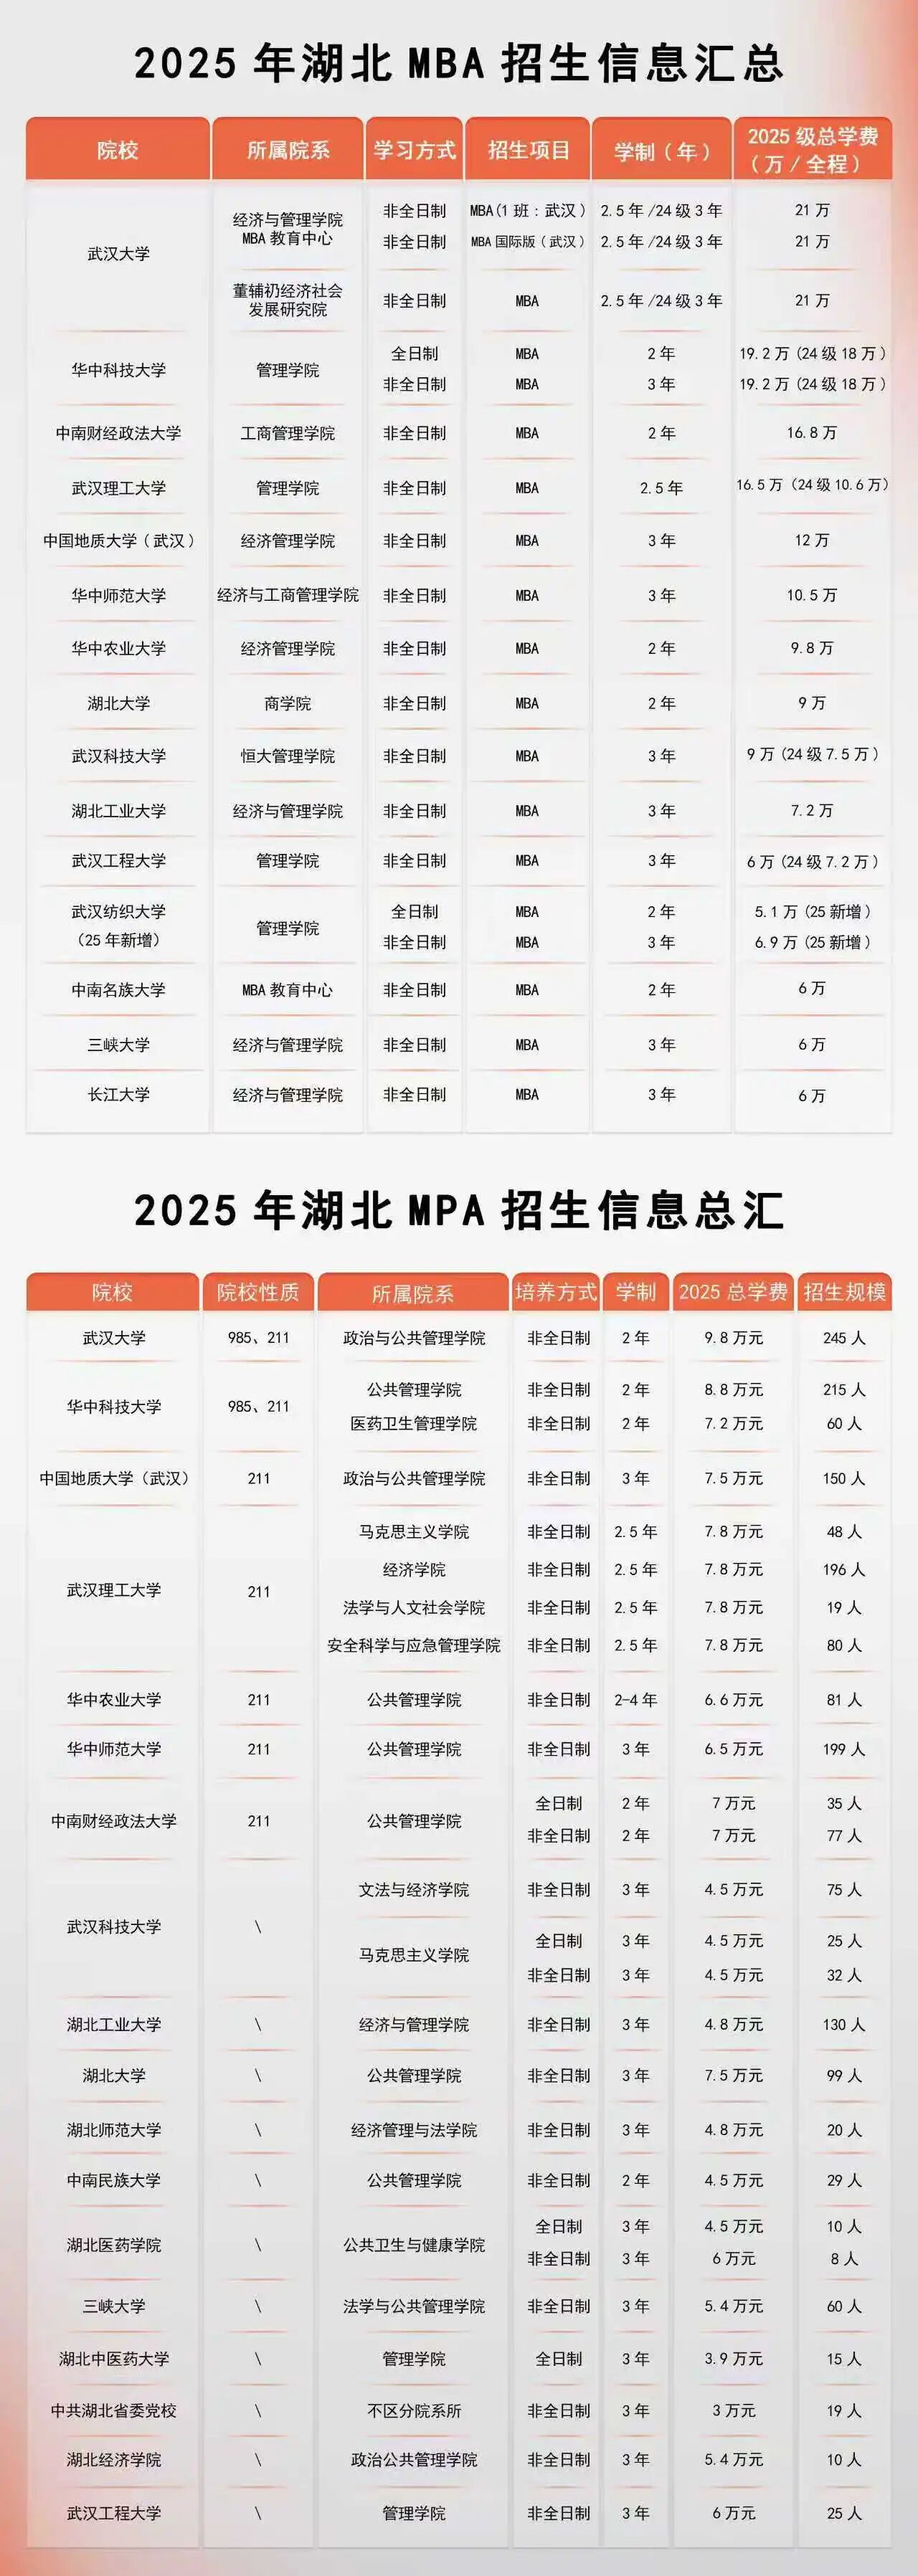 2025 年湖北 MBA 招生信息汇总
院校 所属院系 学习方式 招生项目 学制（年） 2025 级总学费（万 / 全程）
武汉大学 经济与管理学院 MBA 教育中心 非全日制 MBA(1 班：武汉) 2.5 年 /24 级 3 年 21 万
非全日制 MBA 国际版（武汉） 2.5 年 /24 级 3 年 21 万
董辅礽经济社会发展研究院 非全日制 MBA 2.5 年 /24 级 3 年 21 万
华中科技大学 管理学院 全日制 MBA 2 年 19.2 万 (24 级 18 万)
非全日制 MBA 3 年 19.2 万 (24 级 18 万)
中南财经政法大学 工商管理学院 非全日制 MBA 2 年 16.8 万
武汉理工大学 管理学院 非全日制 MBA 2.5 年 16.5 万（24 级 10.6 万）
中国地质大学（武汉） 经济管理学院 非全日制 MBA 3 年 12 万
华中师范大学 经济与工商管理学院 非全日制 MBA 3 年 10.5 万
华中农业大学 经济管理学院 非全日制 MBA 2 年 9.8 万
湖北大学 商学院 非全日制 MBA 2 年 9 万
武汉科技大学 恒大管理学院 非全日制 MBA 3 年 9 万 (24 级 7.5 万)
湖北工业大学 经济与管理学院 非全日制 MBA 3 年 7.2 万
武汉工程大学 管理学院 非全日制 MBA 3 年 6 万 (24 级 7.2 万)
武汉纺织大学 （25 年新增） 管理学院 全日制 MBA 2 年 5.1 万 (25 新增)
非全日制 MBA 3 年 6.9 万 (25 新增)
中南名族大学 MBA 教育中心 非全日制 MBA 2 年 6 万
三峡大学 经济与管理学院 非全日制 MBA 3 年 6 万
长江大学 经济与管理学院 非全日制 MBA 3 年 6 万
2025 年湖北 MPA 招生信息总汇
院校 院校性质 所属院系 培养方式 学制 2025 总学费 招生规模
武汉大学 985、211 政治与公共管理学院 非全日制 2 年 9.8 万元 245 人
华中科技大学 985、211 公共管理学院 非全日制 2 年 8.8 万元 215 人
医药卫生管理学院 非全日制 2 年 7.2 万元 60 人
中国地质大学（武汉） 211 政治与公共管理学院 非全日制 3 年 7.5 万元 150 人
武汉理工大学 211 马克思主义学院 非全日制 2.5 年 7.8 万元 48 人
经济学院 非全日制 2.5 年 7.8 万元 196 人
法学与人文社会学院 非全日制 2.5 年 7.8 万元 19 人
安全科学与应急管理学院 非全日制 2.5 年 7.8 万元 80 人
华中农业大学 211 公共管理学院 非全日制 2-4 年 6.6 万元 81 人
华中师范大学 211 公共管理学院 非全日制 3 年 6.5 万元 199 人
中南财经政法大学 211 公共管理学院 全日制 2 年 7 万元 35 人
非全日制 2 年 7 万元 77 人
武汉科技大学 \ 文法与经济学院 非全日制 3 年 4.5 万元 75 人
马克思主义学院 全日制 3 年 4.5 万元 25 人
非全日制 3 年 4.5 万元 32 人
湖北工业大学 \ 经济与管理学院 非全日制 3 年 4.8 万元 130 人
湖北大学 \ 公共管理学院 非全日制 3 年 7.5 万元 99 人
湖北师范大学 \ 经济管理与法学院 非全日制 3 年 4.8 万元 20 人
中南民族大学 \ 公共管理学院 非全日制 2 年 4.5 万元 29 人
湖北医药学院 \ 公共卫生与健康学院 全日制 3 年 4.5 万元 10 人
非全日制 3 年 6 万元 8 人
三峡大学 \ 法学与公共管理学院 非全日制 3 年 5.4 万元 60 人
湖北中医药大学 \ 管理学院 全日制 3 年 3.9 万元 15 人
中共湖北省委党校 \ 不区分院系所 非全日制 3 年 3 万元 19 人
湖北经济学院 \ 政治公共管理学院 非全日制 3 年 5.4 万元 10 人
武汉工程大学 \ 管理学院 非全日制 3 年 6 万元 25 人